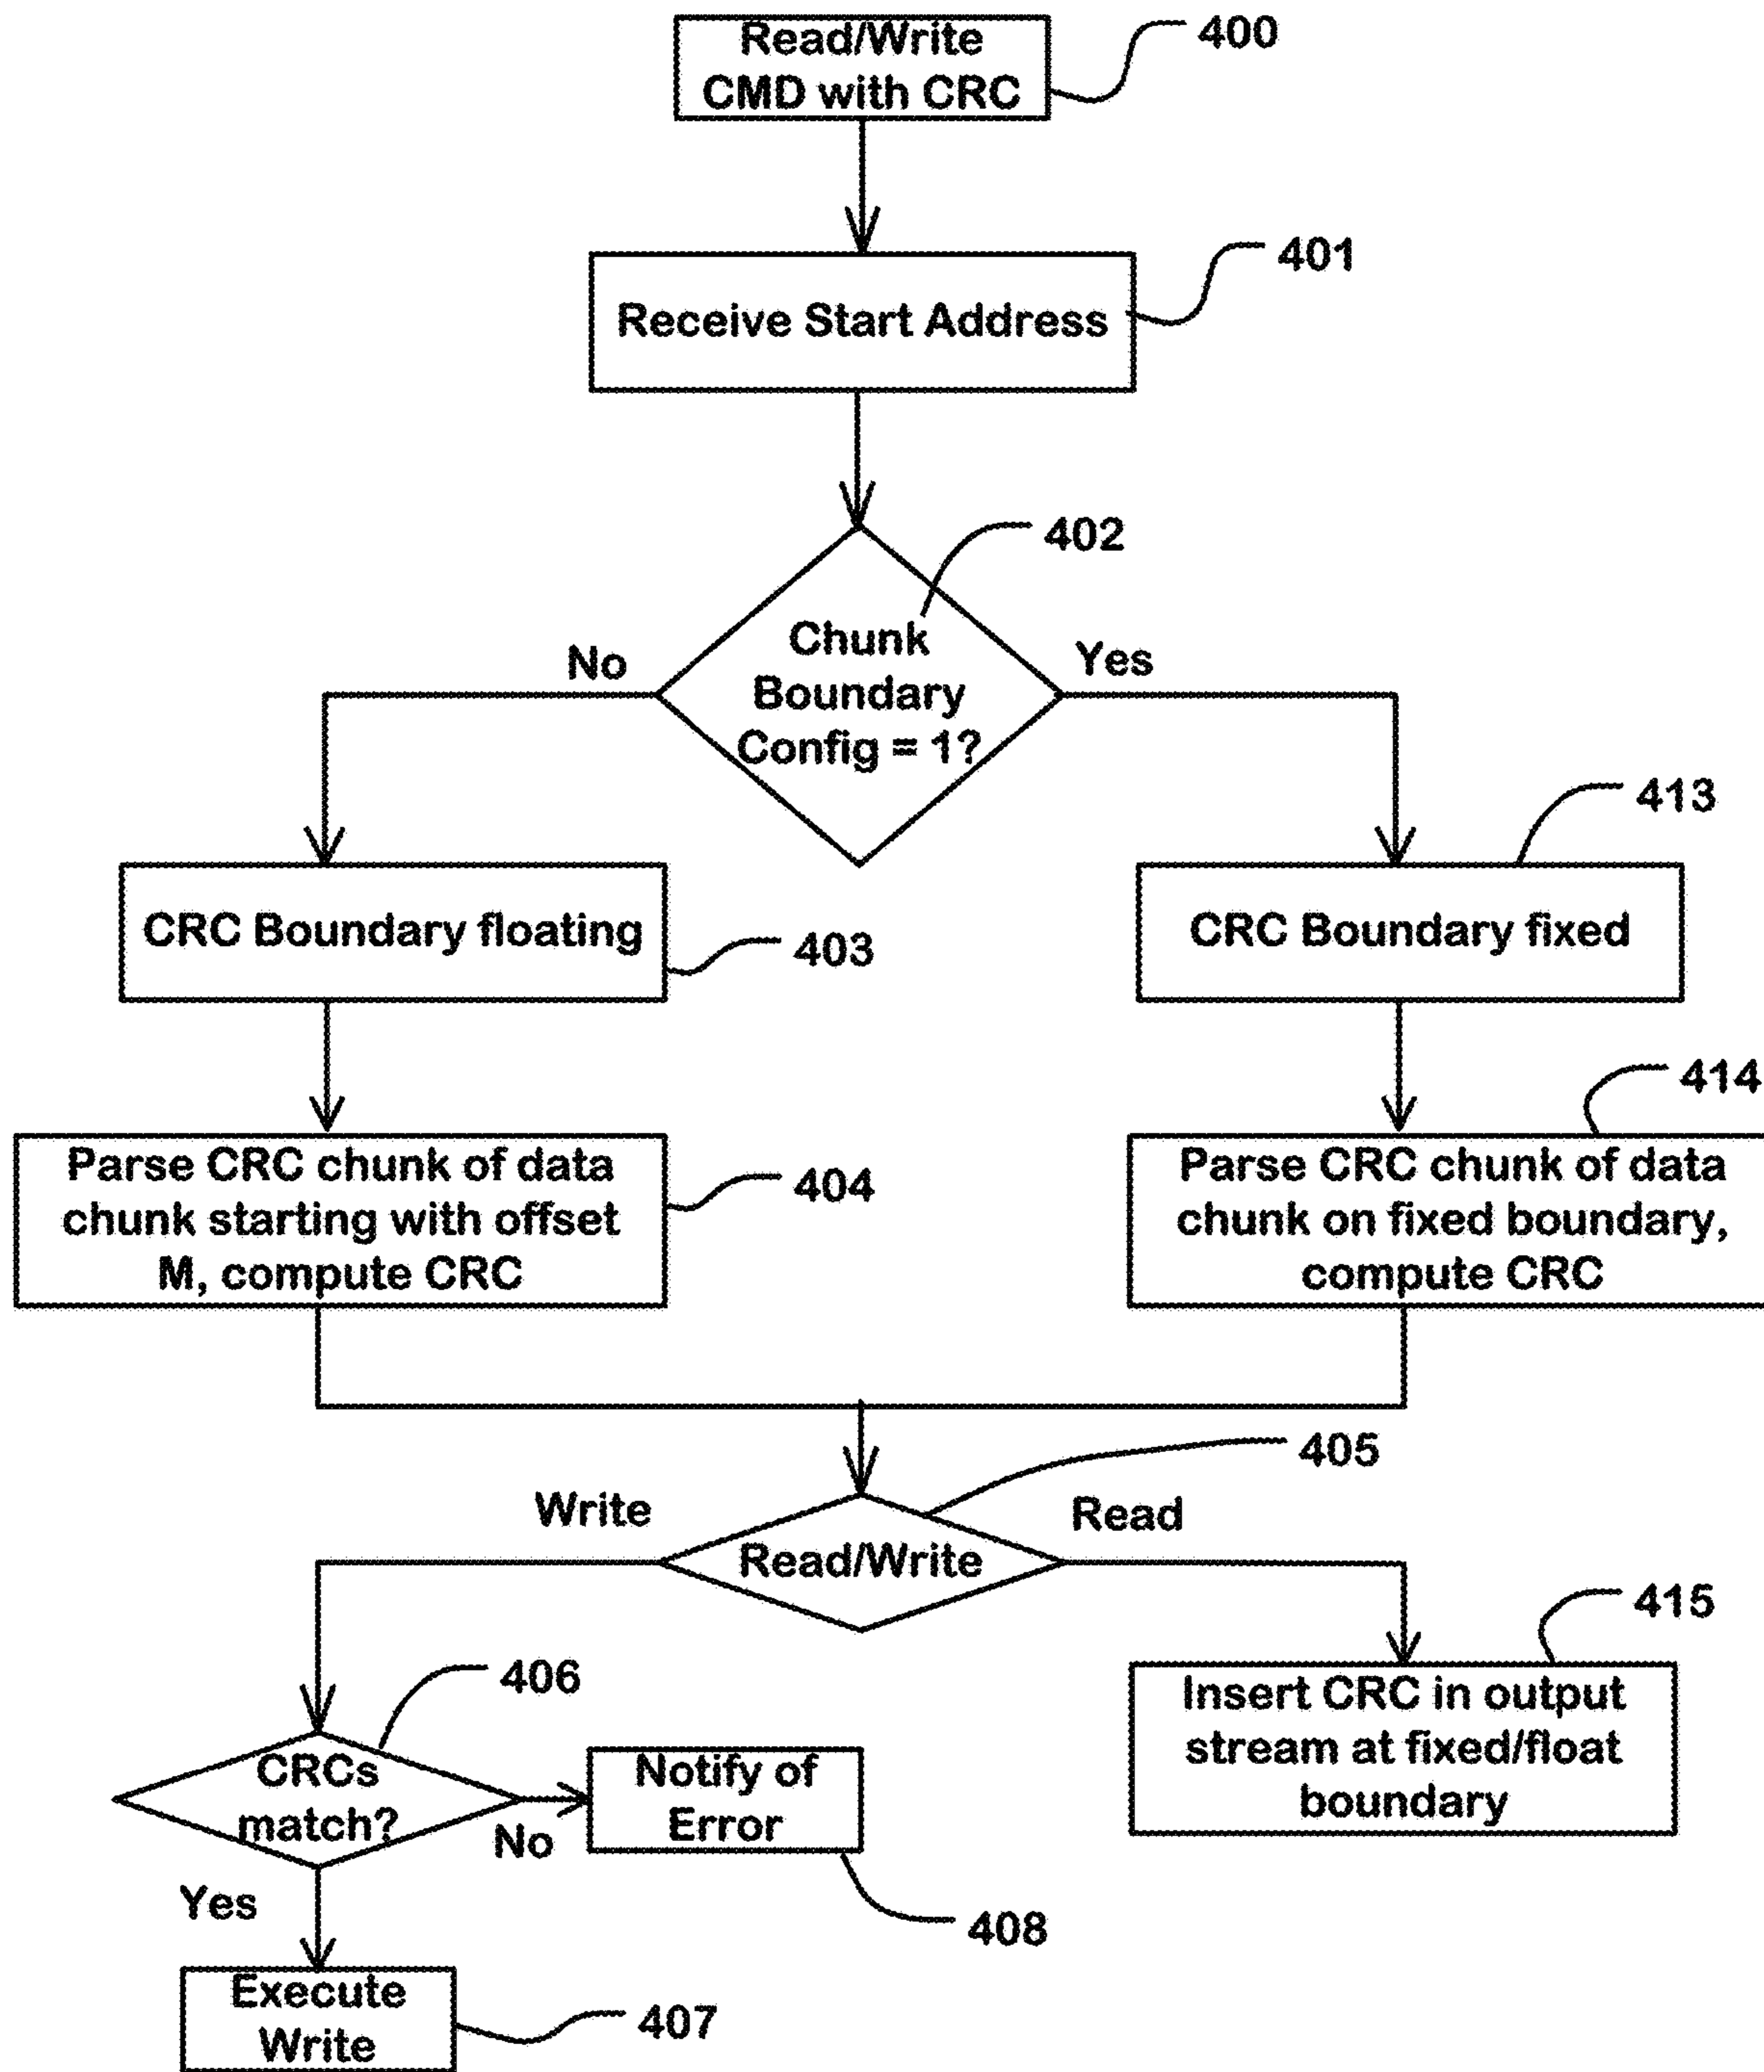 Read/Write
CMD with CRC
400
Receive Start Address
401
402
Chunk
Boundary
Config = 1?
No
Yes
CRC Boundary floating
403
413
CRC Boundary fixed
Parse CRC chunk of data
chunk starting with offset
M, compute CRC
404
414
Parse CRC chunk of data
chunk on fixed boundary,
compute CRC
405
Write
Read/Write
Read
406
CRCs
match?
No
Yes
Notify of
Error
408
415
Insert CRC in output
stream at fixed/float
boundary
Execute
Write
407